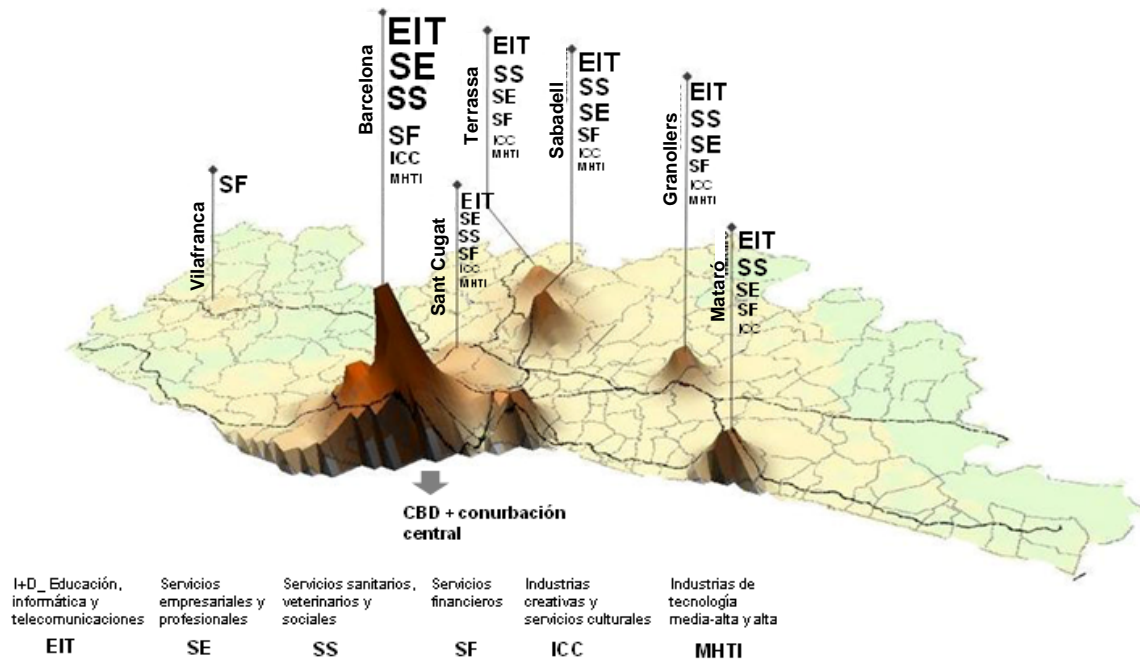 Barcelona
EIT
SE
SS
SF
ICC
MHTI
Terrassa
EIT
SS
SE
SF
ICC
MHTI
Sabadell
EIT
SS
SE
SF
ICC
MHTI
Granollers
EIT
SS
SE
SF
ICC
MHTI
Vilafranca
SF
Sant Cugat
EIT
SE
SS
SF
ICC
MHTI
Mataró
EIT
SS
SE
SF
ICC
CBD + conurbación
central
I+D_ Educación,
informática y
telecomunicaciones
EIT
Servicios
empresariales y
profesionales
SE
Servicios sanitarios,
veterinarios y
sociales
SS
Servicios
financieros
SF
Industrias
creativas y
servicios culturales
ICC
Industrias de
tecnología
media-alta y alta
MHTI